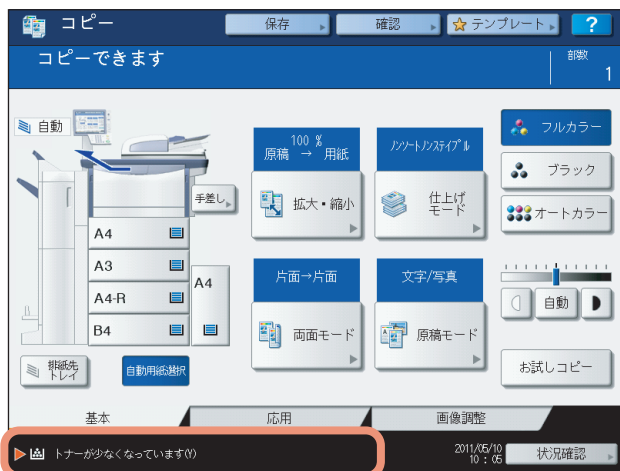 コピー
保存
確認
テンプレート
?
コピーできます
部数
1
自動
100 %
原稿 → 用紙
ノンソートノンステイプル
フルカラー
手差し
拡大・縮小
仕上げ
モード
ブラック
オートカラー
A4
A3
A4-R
B4
A4
片面→片面
文字/写真
自動
両面モード
原稿モード
排紙先
トレイ
自動用紙選択
お試しコピー
基本
応用
画像調整
トナーが少なくなっています(Y)
2011/05/10
10 : 05
状況確認